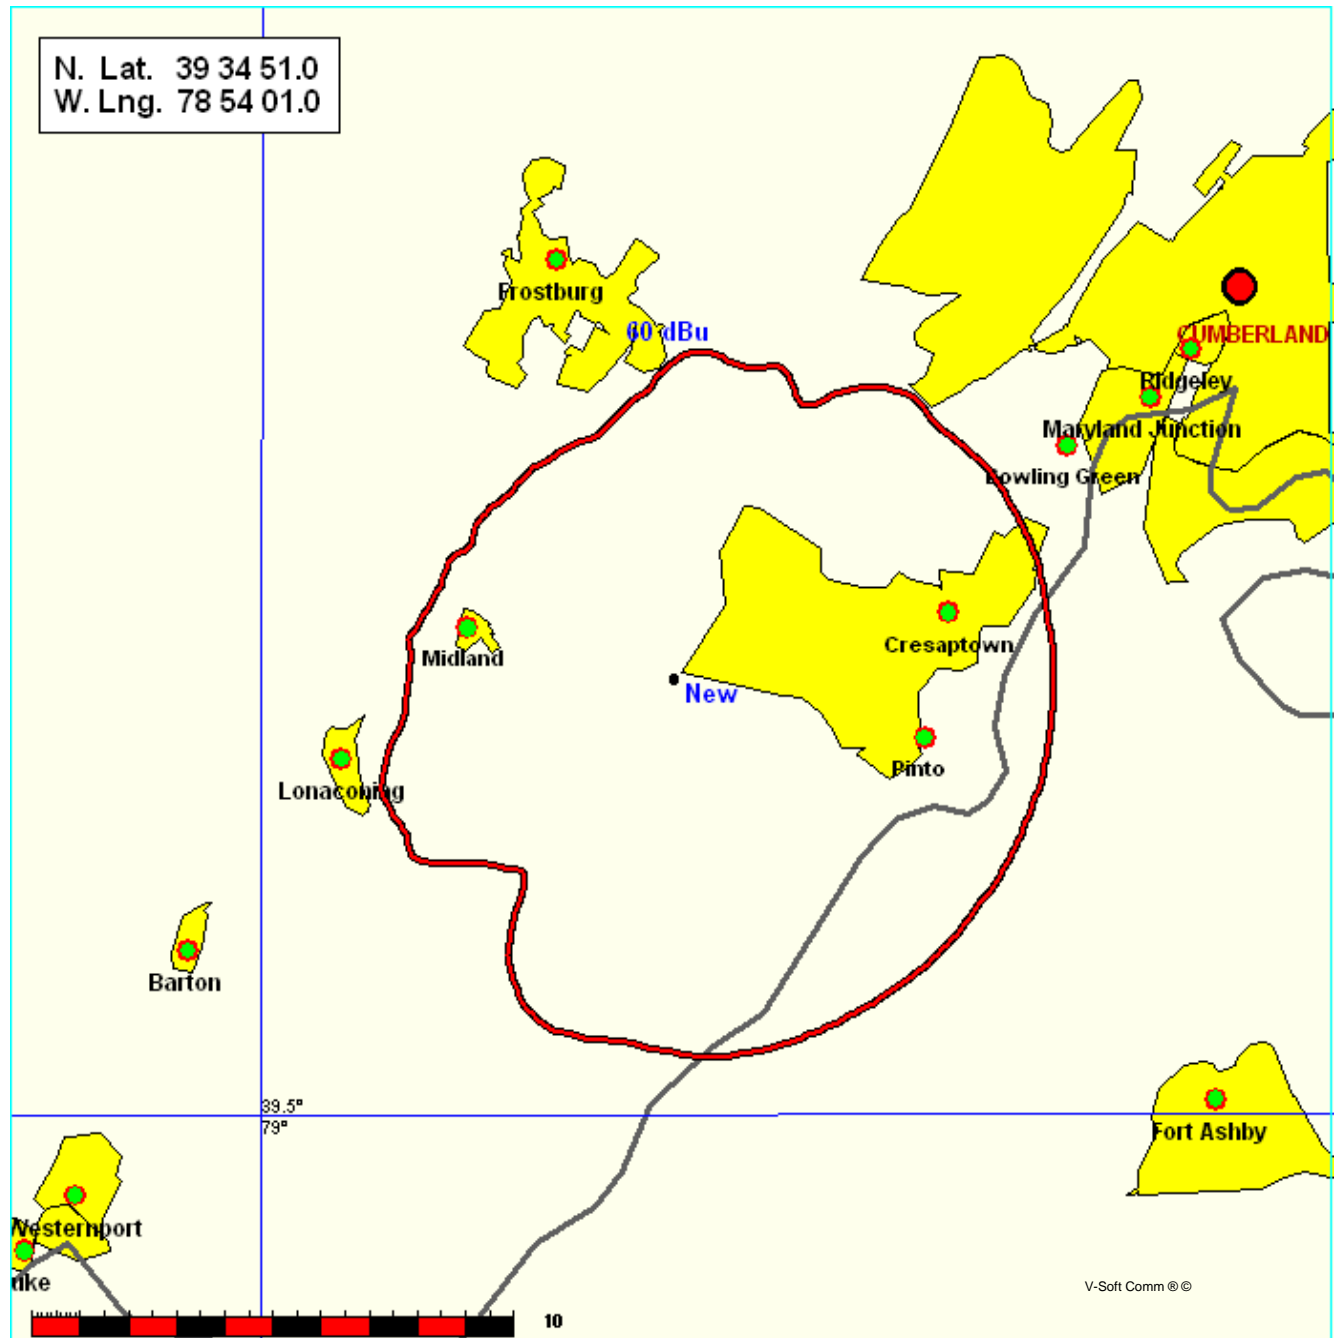 N. Lat. 39 34 51.0
W. Lng. 78 54 01.0
Frostburg
60 dBu
CUMBERLAND
Ridgeley
Maryland Junction
Bowling Green
Cresaptown
Midland
New
Pinto
Lonaconing
Barton
39.5°
79°
Fort Ashby
Westernport
uke
V-Soft Comm ® ©
10